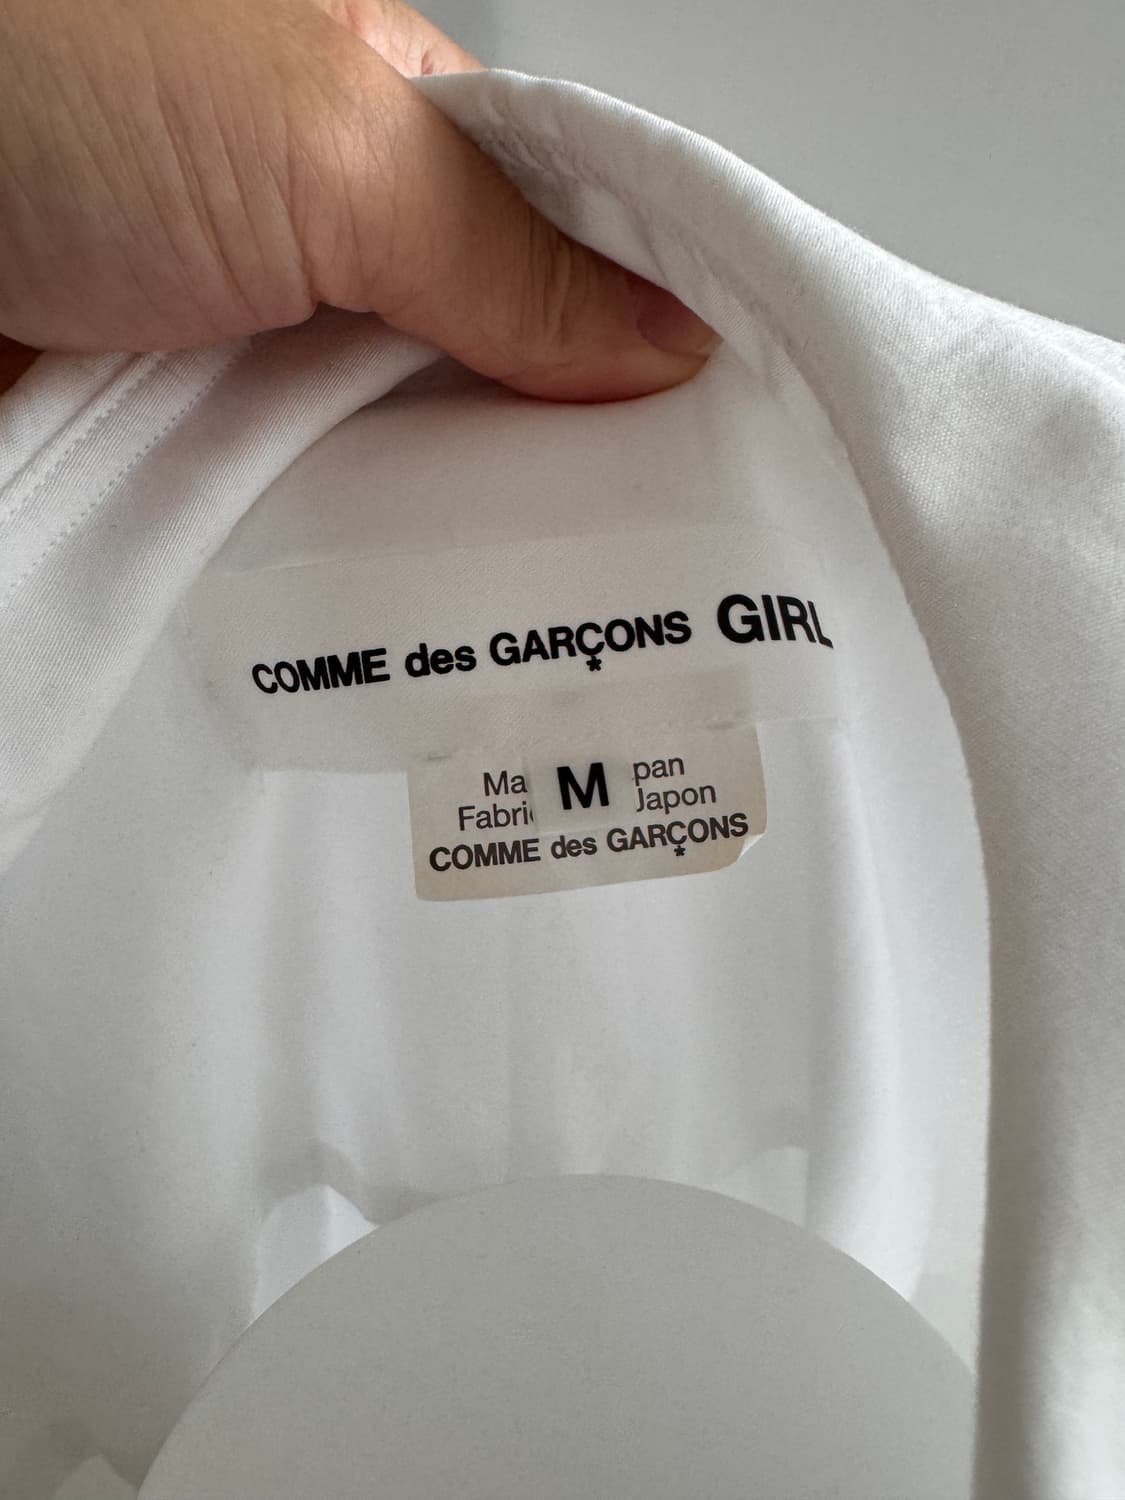 COMME des GARÇONS GIRL
Ma M pan
Fabri Japon
COMME des GARÇONS